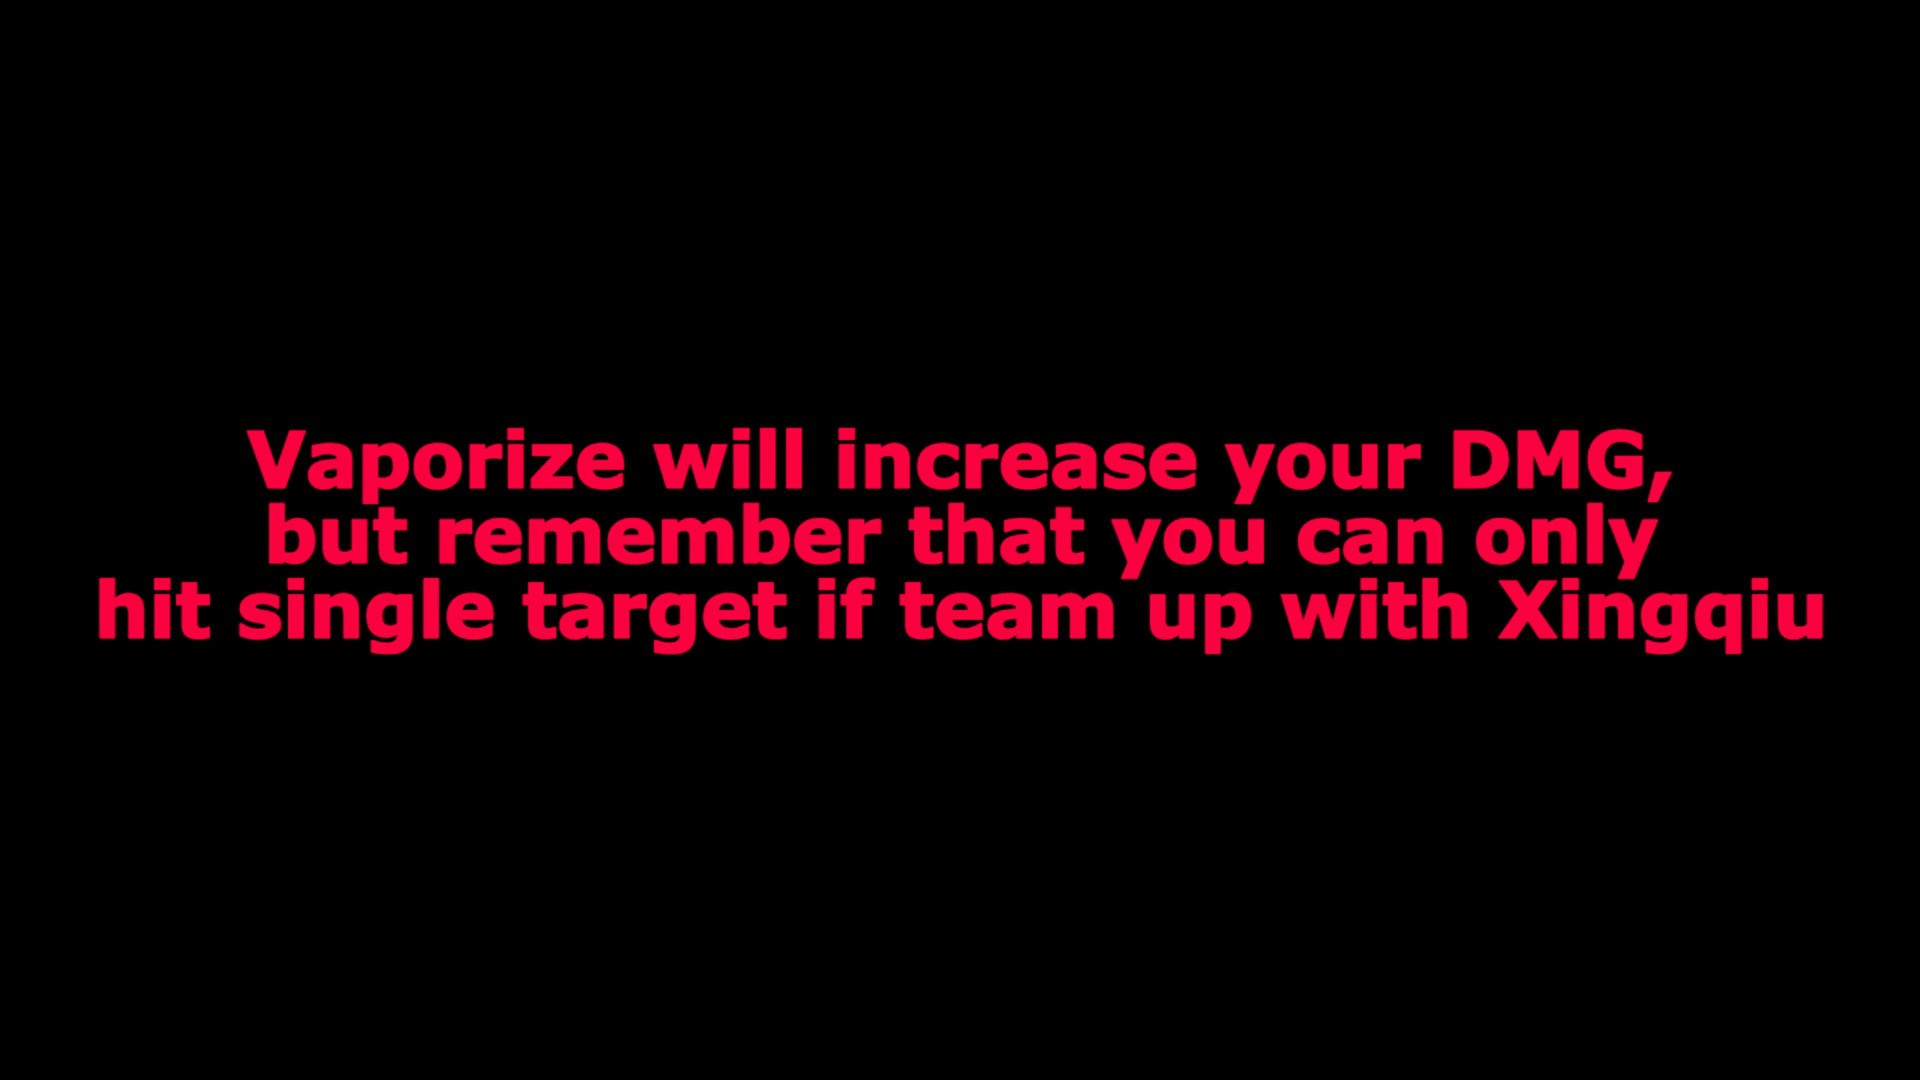 Vaporize will increase your DMG,
but remember that you can only
hit single target if team up with Xingqiu